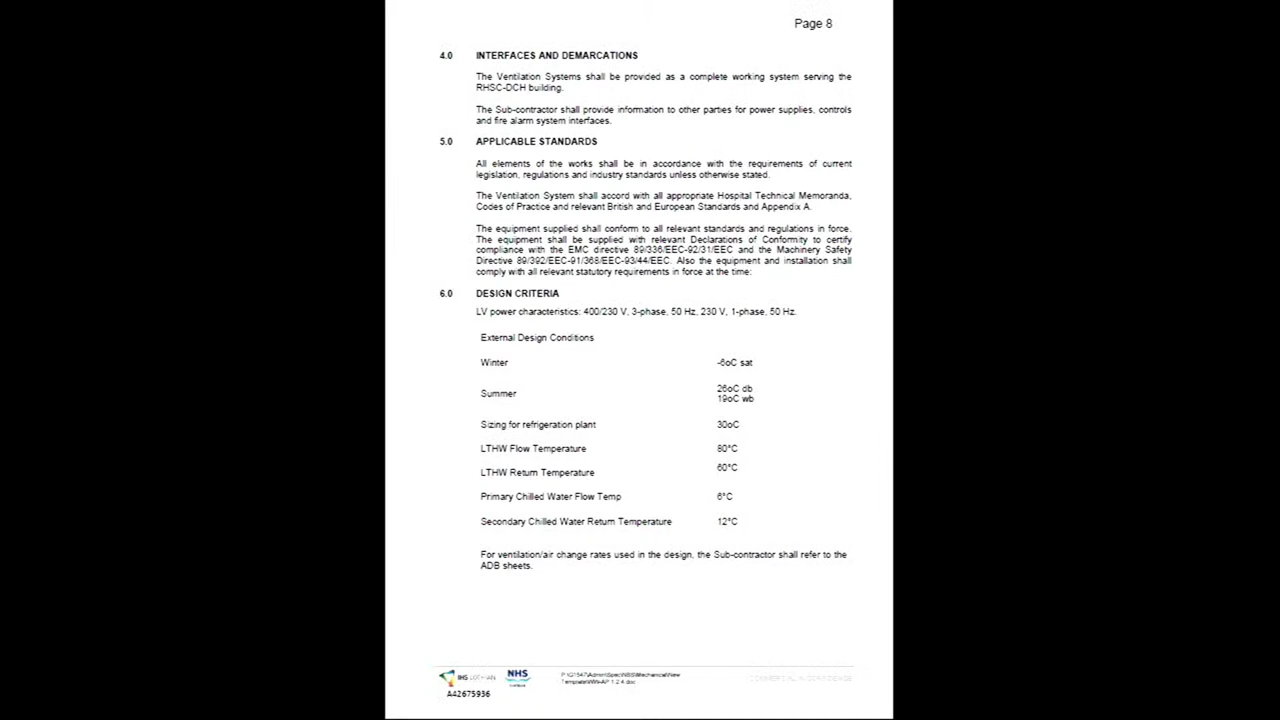 Page 8
4.0 INTERFACES AND DEMARCATIONS
The Ventilation Systems shall be provided as a complete working system serving the
RHSC-DCH building.
The Sub-contractor shall provide information to other parties for power supplies, controls
and fire alarm system interfaces.
5.0 APPLICABLE STANDARDS
All elements of the works shall be in accordance with the requirements of current
legislation, regulations and industry standards unless otherwise stated.
The Ventilation System shall accord with all appropriate Hospital Technical Memoranda,
Codes of Practice and relevant British and European Standards and Appendix A.
The equipment supplied shall conform to all relevant standards and regulations in force.
The equipment shall be supplied with relevant Declarations of Conformity to certify
compliance with the EMC directive 89/336/EEC-92/31/EEC and the Machinery Safety
Directive 89/392/EEC-91/368/EEC-93/44/EEC. Also the equipment and installation shall
comply with all relevant statutory requirements in force at the time:
6.0 DESIGN CRITERIA
LV power characteristics: 400/230 V, 3-phase, 50 Hz, 230 V, 1-phase, 50 Hz.
External Design Conditions
Winter -6oC sat
Summer 26oC db
19oC wb
Sizing for refrigeration plant 30oC
LTHW Flow Temperature 80°C
LTHW Return Temperature 60°C
Primary Chilled Water Flow Temp 6°C
Secondary Chilled Water Return Temperature 12°C
For ventilation/air change rates used in the design, the Sub-contractor shall refer to the
ADB sheets.
IHS LOTHIAN NHS
COMMERCIAL IN CONFIDENCE
A42675936